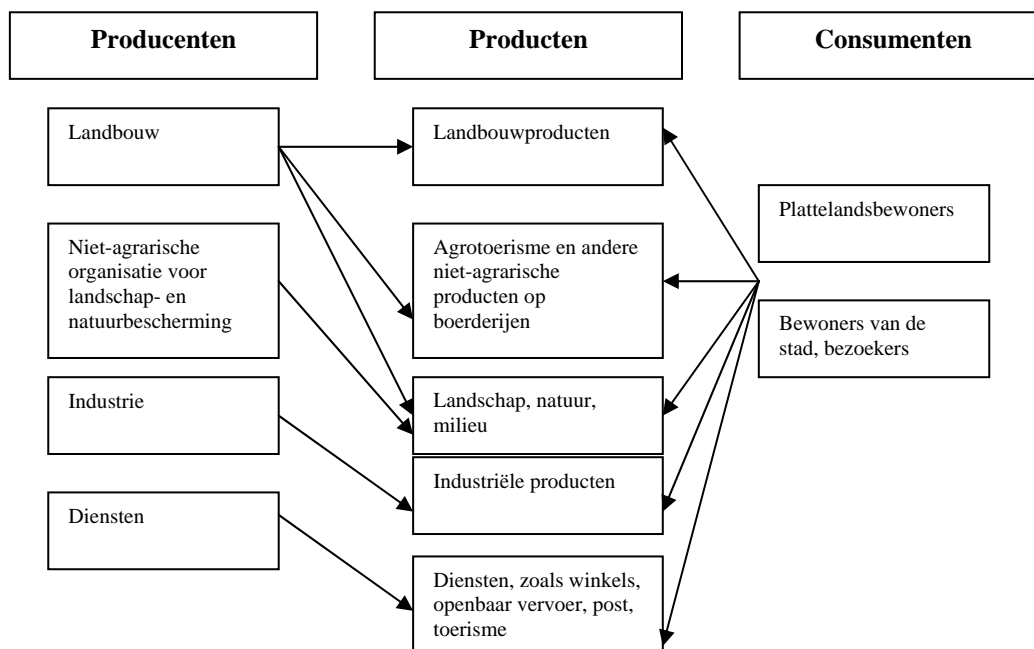 Producenten
Producten
Consumenten
Landbouw
Landbouwproducten
Plattelandsbewoners
Niet-agrarische
organisatie voor
landschap- en
natuurbescherming
Agrotoerisme en andere
niet-agrarische
producten op
boerderijen
Bewoners van de
stad, bezoekers
Industrie
Landschap, natuur,
milieu
Industriële producten
Diensten
Diensten, zoals winkels,
openbaar vervoer, post,
toerisme